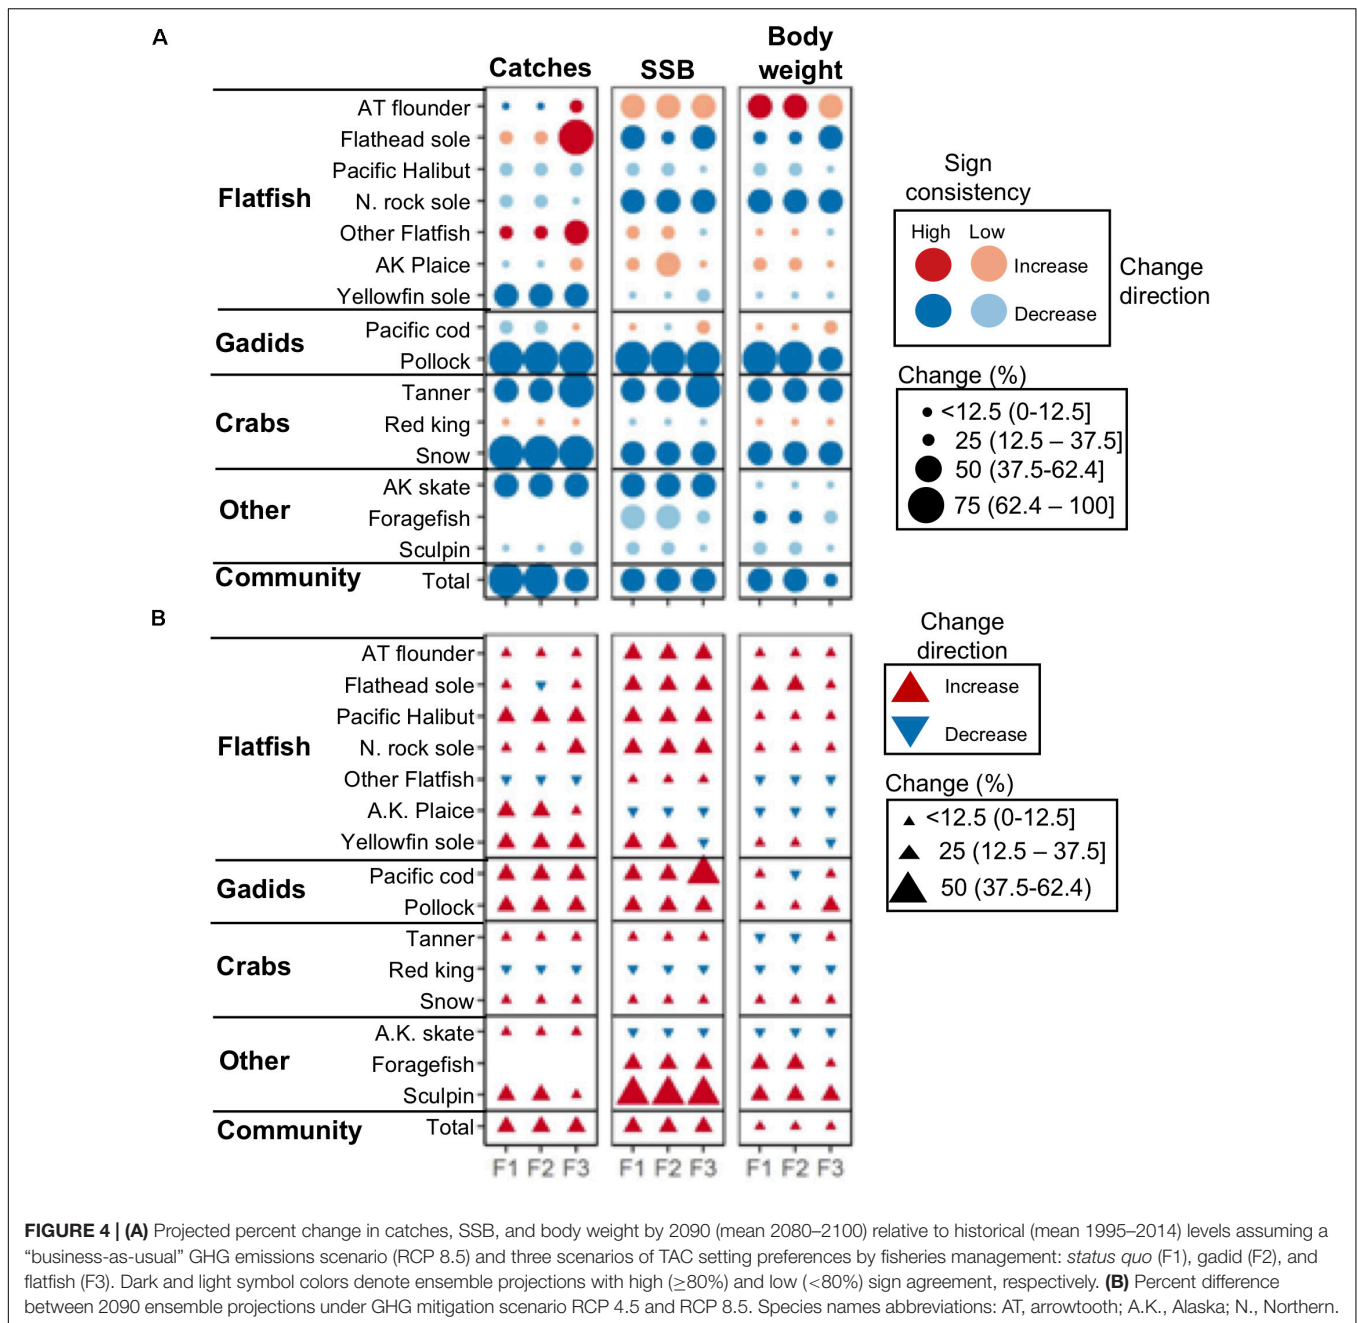 A
Catches
SSB
Body
weight
Flatfish
AT flounder
Flathead sole
Pacific Halibut
N. rock sole
Other Flatfish
AK Plaice
Yellowfin sole
Gadids
Pacific cod
Pollock
Crabs
Tanner
Red king
Snow
Other
AK skate
Foragefish
Sculpin
Community
Total
Sign
consistency
High Low
Increase
Decrease
Change
direction
Change (%)
<12.5 (0-12.5]
25 (12.5 – 37.5]
50 (37.5-62.4]
75 (62.4 – 100]
B
Flatfish
AT flounder
Flathead sole
Pacific Halibut
N. rock sole
Other Flatfish
A.K. Plaice
Yellowfin sole
Gadids
Pacific cod
Pollock
Crabs
Tanner
Red king
Snow
Other
A.K. skate
Foragefish
Sculpin
Community
Total
F1 F2 F3 F1 F2 F3 F1 F2 F3
Change
direction
Increase
Decrease
Change (%)
<12.5 (0-12.5]
25 (12.5 – 37.5]
50 (37.5-62.4)
FIGURE 4 | (A) Projected percent change in catches, SSB, and body weight by 2090 (mean 2080–2100) relative to historical (mean 1995–2014) levels assuming a
“business-as-usual” GHG emissions scenario (RCP 8.5) and three scenarios of TAC setting preferences by fisheries management: status quo (F1), gadid (F2), and
flatfish (F3). Dark and light symbol colors denote ensemble projections with high (≥80%) and low (<80%) sign agreement, respectively. (B) Percent difference
between 2090 ensemble projections under GHG mitigation scenario RCP 4.5 and RCP 8.5. Species names abbreviations: AT, arrowtooth; A.K., Alaska; N., Northern.